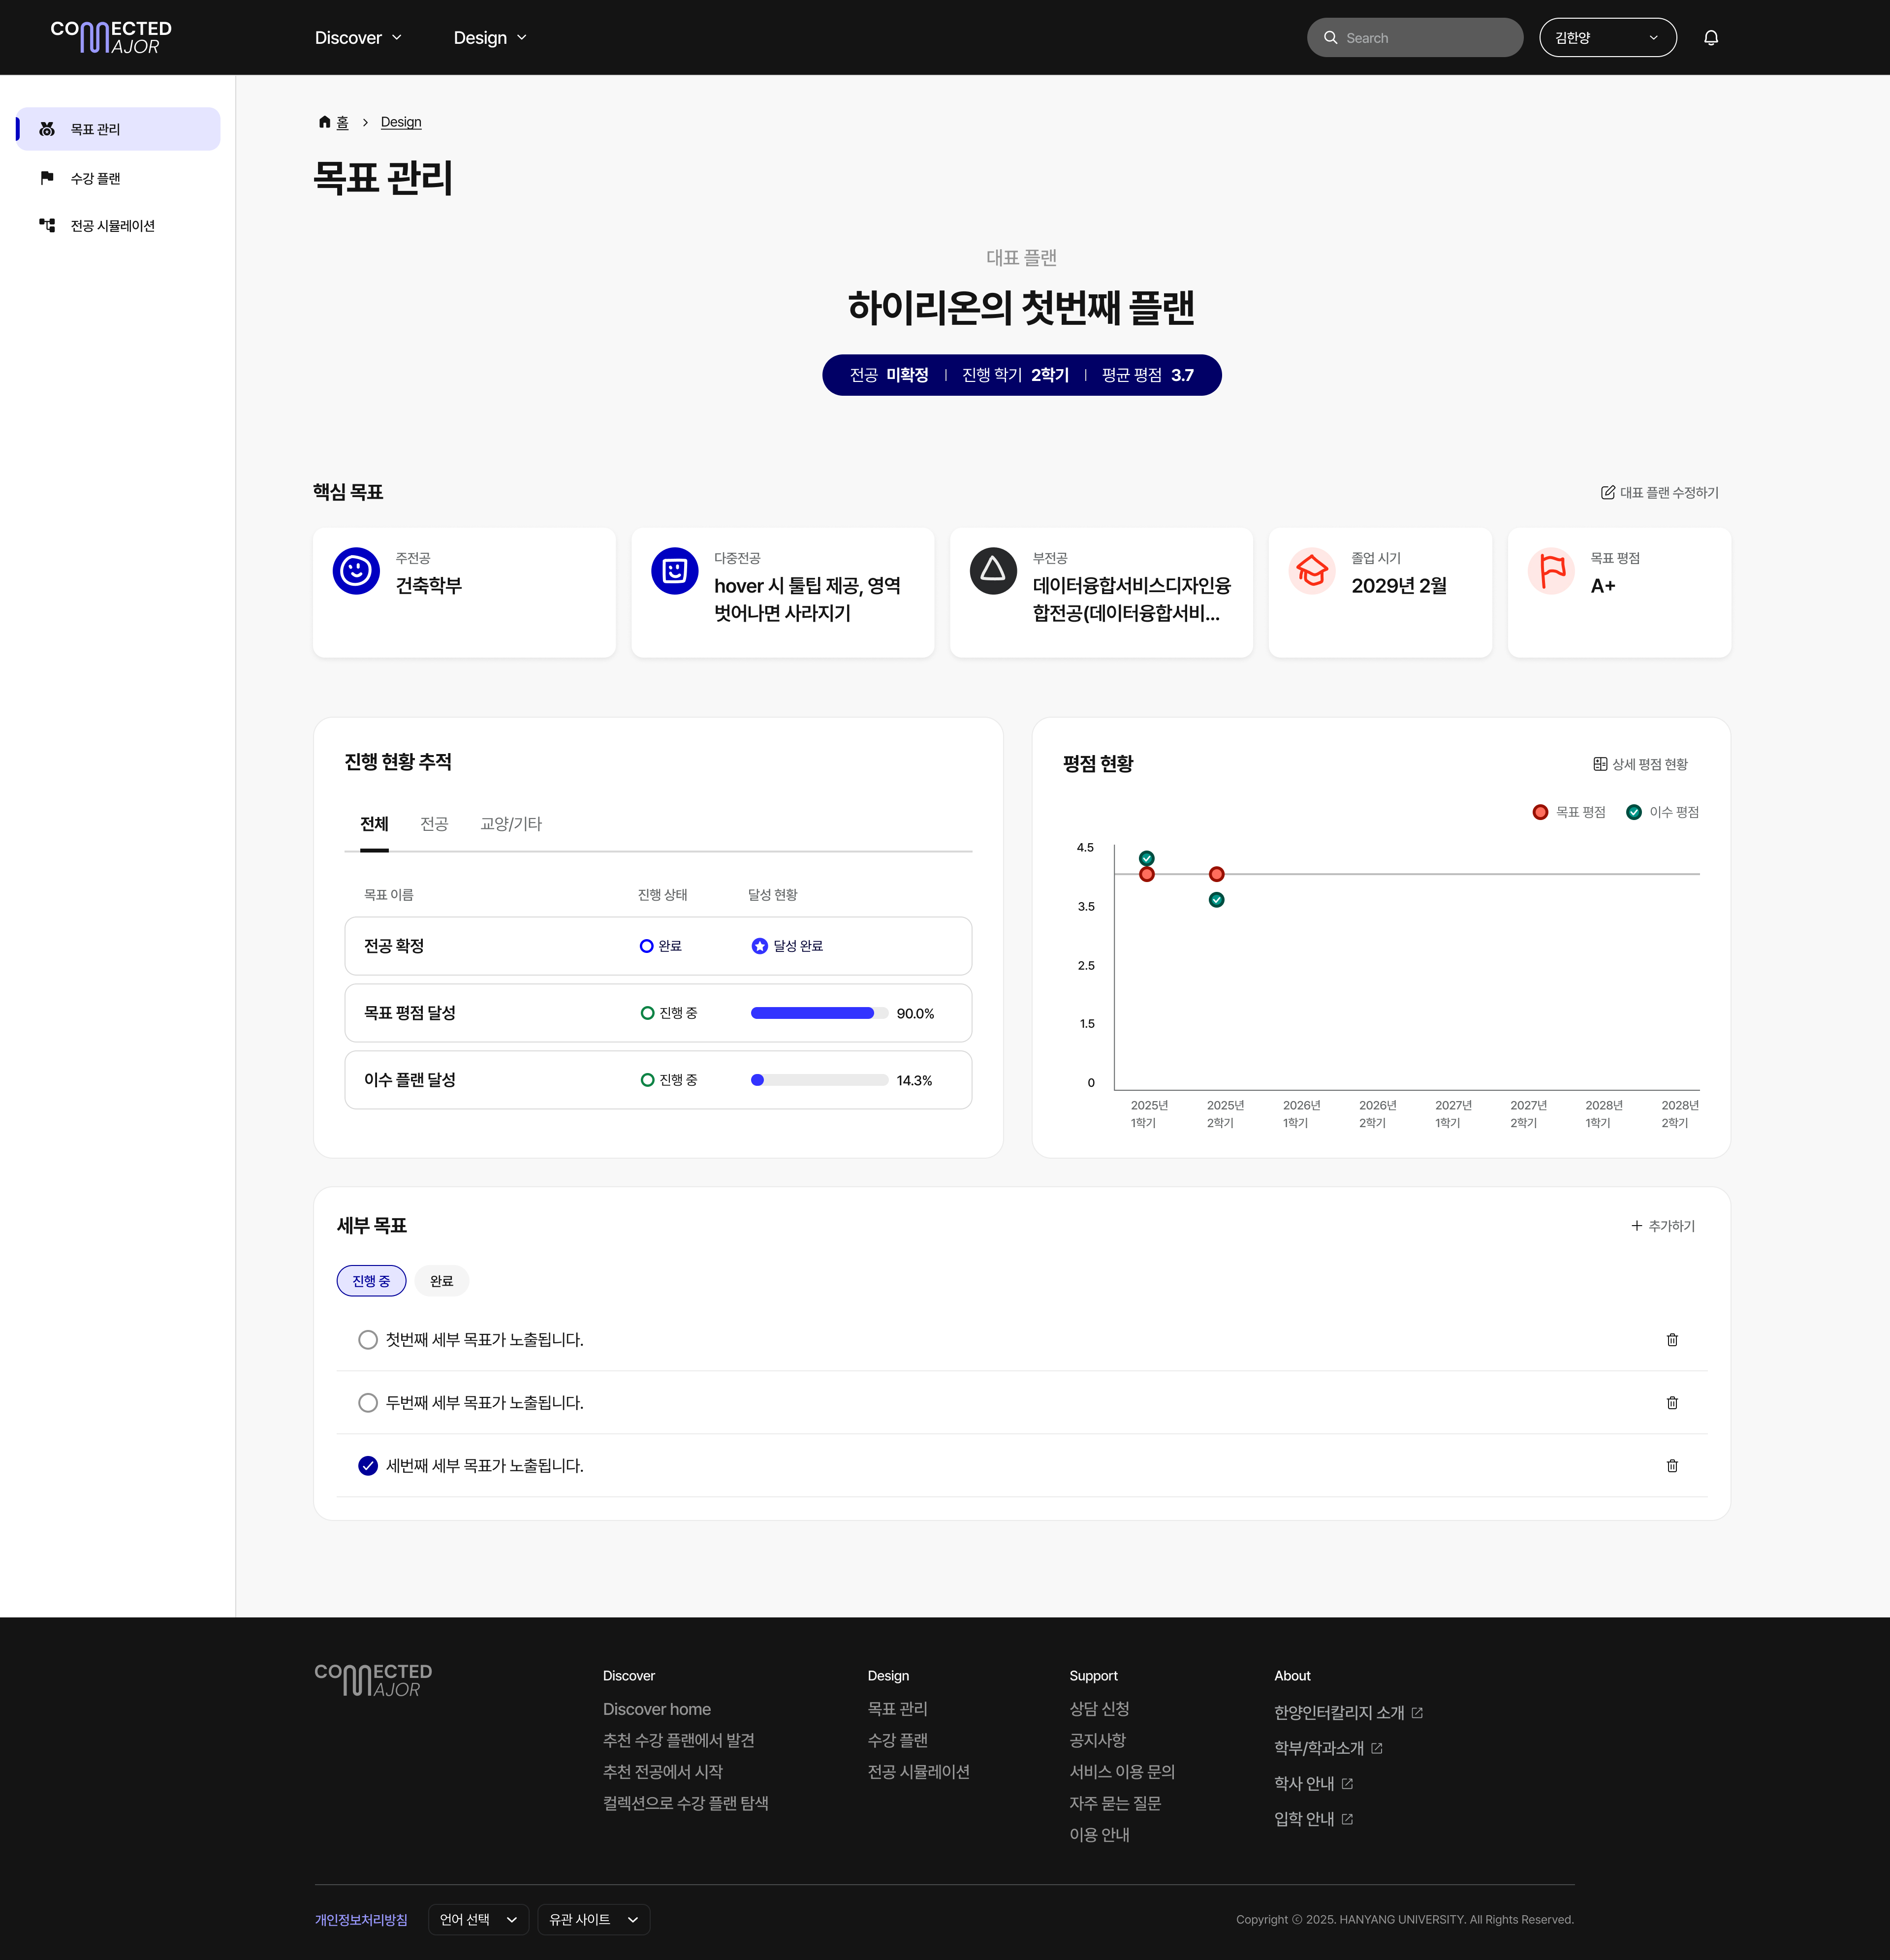 CONNECTED
MAJOR
Discover
Design
Search
김한양
목표 관리
수강 플랜
전공 시뮬레이션
홈 > Design
목표 관리
대표 플랜
하이리온의 첫번째 플랜
전공 미확정 | 진행 학기 2학기 | 평균 평점 3.7
핵심 목표
대표 플랜 수정하기
주전공
건축학부
다중전공
hover 시 툴팁 제공, 영역
벗어나면 사라지기
부전공
데이터융합서비스디자인융
합전공(데이터융합서비...
졸업 시기
2029년 2월
목표 평점
A+
진행 현황 추적
전체 전공 교양/기타
목표 이름 진행 상태 달성 현황
전공 확정 완료 달성 완료
목표 평점 달성 진행 중 90.0%
이수 플랜 달성 진행 중 14.3%
평점 현황
상세 평점 현황
목표 평점 이수 평점
4.5
3.5
2.5
1.5
0
2025년 2025년 2026년 2026년 2027년 2027년 2028년 2028년
1학기 2학기 1학기 2학기 1학기 2학기 1학기 2학기
세부 목표
+ 추가하기
진행 중 완료
첫번째 세부 목표가 노출됩니다.
두번째 세부 목표가 노출됩니다.
세번째 세부 목표가 노출됩니다.
CONNECTED
MAJOR
Discover
Discover home
추천 수강 플랜에서 발견
추천 전공에서 시작
컬렉션으로 수강 플랜 탐색
Design
목표 관리
수강 플랜
전공 시뮬레이션
Support
상담 신청
공지사항
서비스 이용 문의
자주 묻는 질문
이용 안내
About
한양인터칼리지 소개
학부/학과소개
학사 안내
입학 안내
개인정보처리방침
언어 선택
유관 사이트
Copyright ⓒ 2025. HANYANG UNIVERSITY. All Rights Reserved.